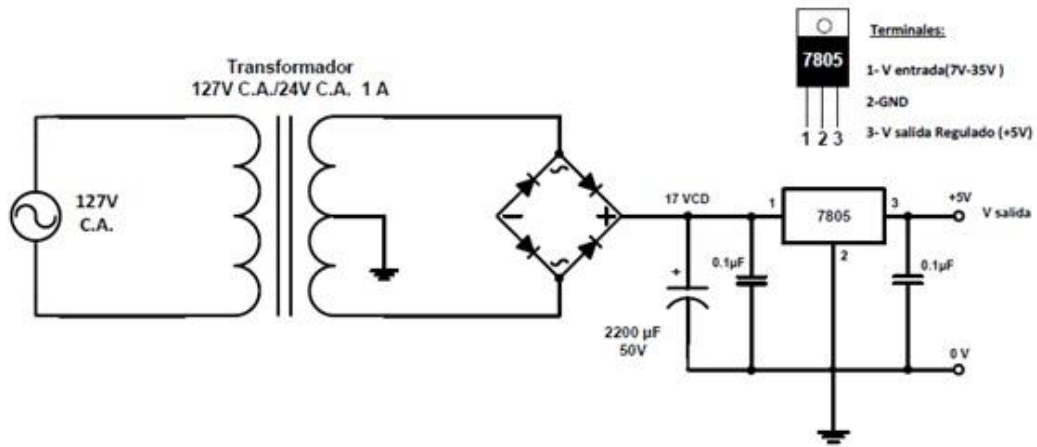 Terminales:
7805
1- V entrada(7V-35V )
2-GND
3- V salida Regulado (+5V)
1 2 3
Transformador
127V C.A./24V C.A. 1 A
127V
C.A.
17 VCD
1
7805
3
+5V
V salida
2
0.1µF
0.1µF
+
2200 µF
50V
0 V